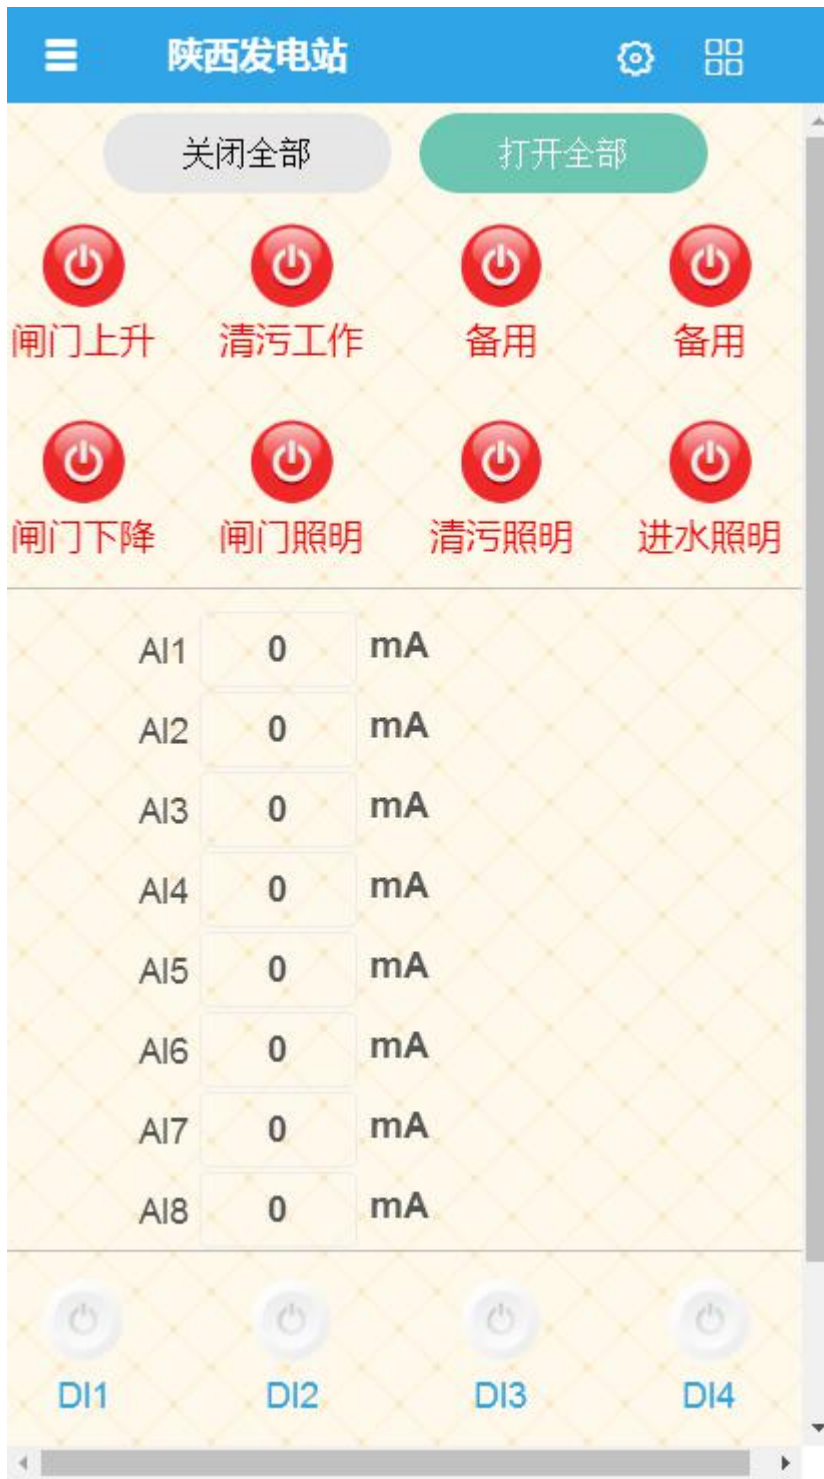 陕西发电站
关闭全部 打开全部
闸门上升 清污工作 备用 备用
闸门下降 闸门照明 清污照明 进水照明
AI1 0 mA
AI2 0 mA
AI3 0 mA
AI4 0 mA
AI5 0 mA
AI6 0 mA
AI7 0 mA
AI8 0 mA
DI1 DI2 DI3 DI4